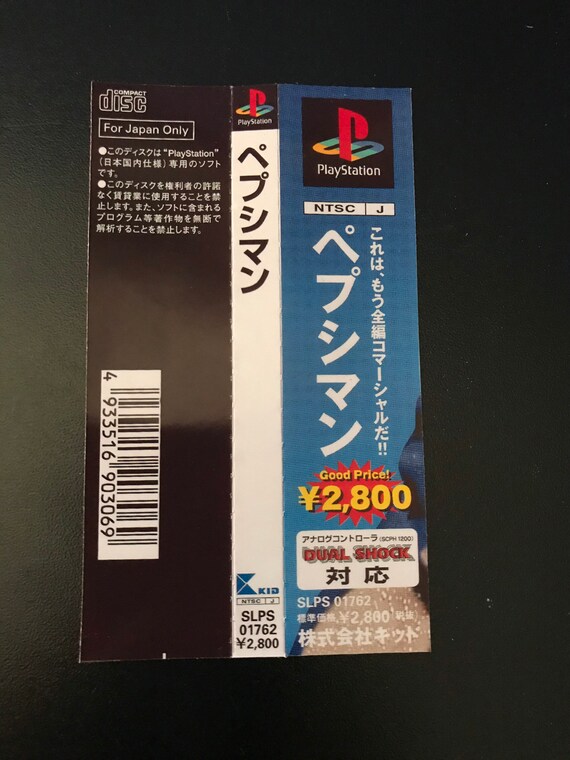 COMPACT
disc
For Japan Only
●このディスクは“PlayStation”
(日本国内仕様)専用のソフト
です。
●このディスクを権利者の許諾
なく賃貸業に使用することを禁
止します。また、ソフトに含まれる
プログラム等著作物を無断で
解析することを禁止します。
4 933516 903069
PlayStation
ペプシマン
KID
NTSC J
SLPS
01762
¥2,800
PlayStation
NTSC J
これは、もう全編コマーシャルだ!!
ペプシマン
Good Price!
¥2,800
アナログコントローラ(SCPH 1200)
DUAL SHOCK
対応
SLPS 01762
標準価格¥2,800(税抜)
株式会社キッド